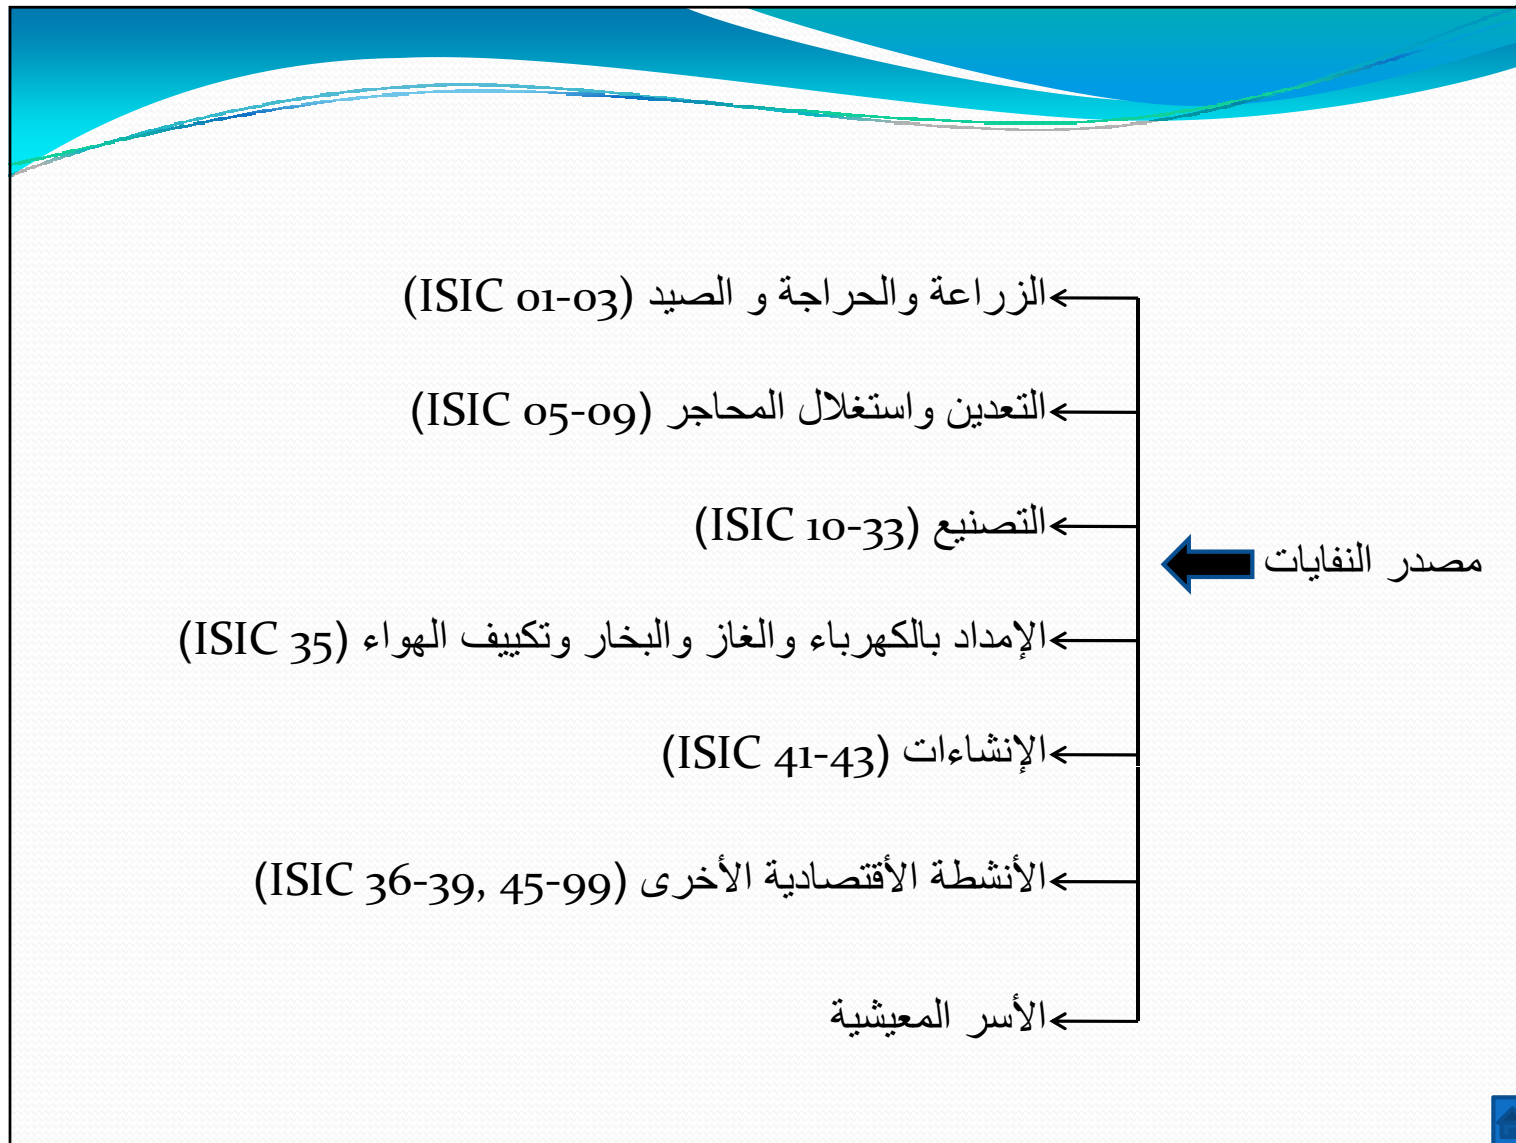 مصدر النفايات
الزراعة والحراجة و الصيد (ISIC 01-03)
التعدين واستغلال المحاجر (ISIC 05-09)
التصنيع (ISIC 10-33)
الإمداد بالكهرباء والغاز والبخار وتكييف الهواء (ISIC 35)
الإنشاءات (ISIC 41-43)
الأنشطة الأقتصادية الأخرى (ISIC 36-39, 45-99)
الأسر المعيشية